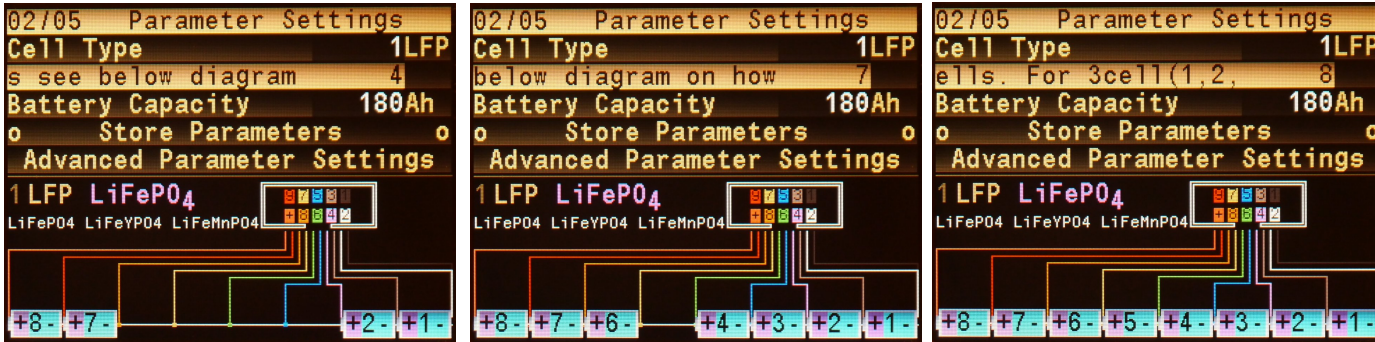 02/05 Parameter Settings
Cell Type 1LFP
s see below diagram 4
Battery Capacity 180Ah
o Store Parameters o
Advanced Parameter Settings
1 LFP LiFePO4
9 7 5 3 1
LiFePO4 LiFeYPO4 LiFeMnPO4
+ 8 6 4 2
+8- +7- +2- +1-
02/05 Parameter Settings
Cell Type 1LFP
below diagram on how 7
Battery Capacity 180Ah
o Store Parameters o
Advanced Parameter Settings
1 LFP LiFePO4
9 7 5 3 1
LiFePO4 LiFeYPO4 LiFeMnPO4
+ 8 6 4 2
+8- +7- +6- +4- +3- +2- +1-
02/05 Parameter Settings
Cell Type 1LFP
ells. For 3cell(1,2, 8
Battery Capacity 180Ah
o Store Parameters o
Advanced Parameter Settings
1 LFP LiFePO4
9 7 5 3 1
LiFePO4 LiFeYPO4 LiFeMnPO4
+ 8 6 4 2
+8- +7- +6- +5- +4- +3- +2- +1-